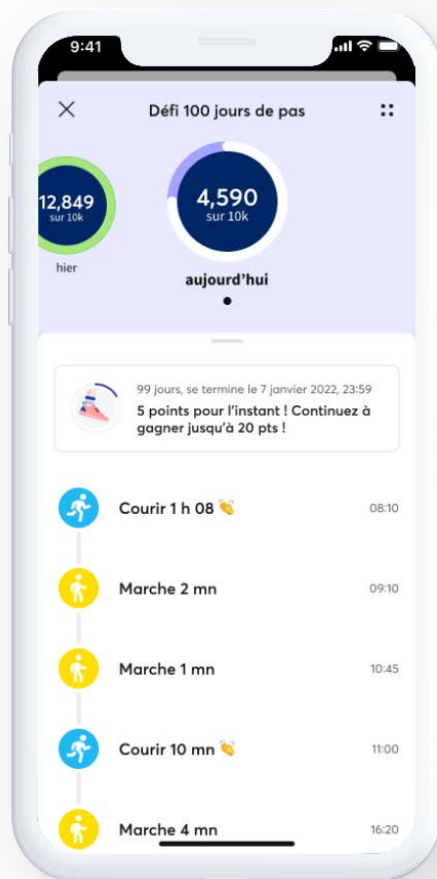 9:41
Défi 100 jours de pas
12,849
sur 10k
hier
4,590
sur 10k
aujourd'hui
99 jours, se termine le 7 janvier 2022, 23:59
5 points pour l'instant ! Continuez à
gagner jusqu'à 20 pts !
Courir 1 h 08 👏 08:10
Marche 2 mn 09:10
Marche 1 mn 10:45
Courir 10 mn 👏 11:00
Marche 4 mn 16:20